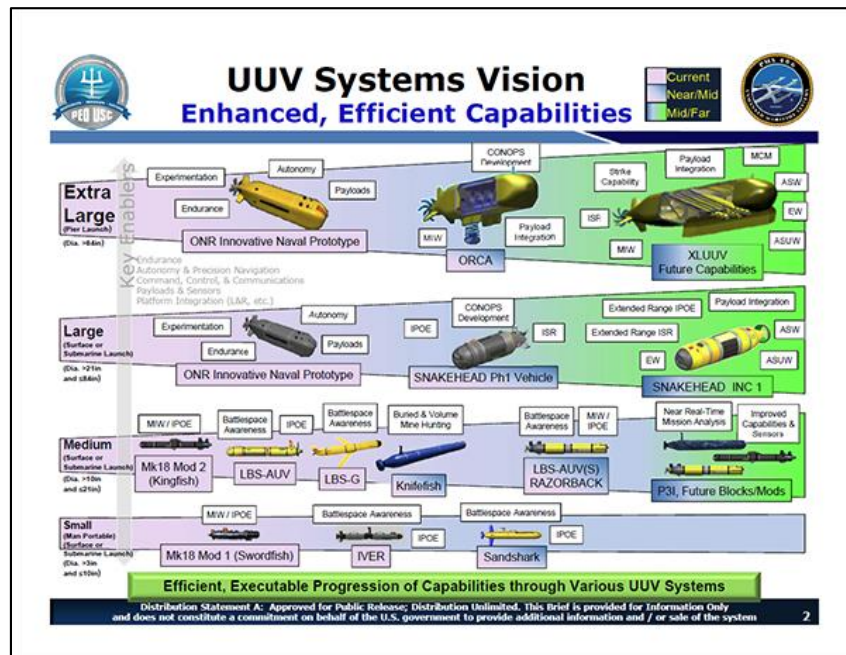 UUV Systems Vision
Enhanced, Efficient Capabilities
PEO USC
Current
Near/Mid
Mid/Far
PMS 406
Key Enablers
Endurance
Autonomy & Precision Navigation
Command, Control, & Communications
Payloads & Sensors
Platform Integration (L&R, etc.)
Extra
Large
(Pier Launch)
(Dia. >84in)
Experimentation
Autonomy
Endurance
Payloads
ONR Innovative Naval Prototype
CONOPS
Development
MIW
Payload
Integration
ORCA
Strike
Capability
Payload
Integration
MCM
ISR
ASW
EW
MIW
ASUW
XLUUV
Future Capabilities
Large
(Surface or
Submarine Launch)
(Dia. >21in
and ≤84in)
Experimentation
Autonomy
Endurance
Payloads
ONR Innovative Naval Prototype
IPOE
CONOPS
Development
ISR
SNAKEHEAD Ph1 Vehicle
Extended Range IPOE
Payload Integration
Extended Range ISR
ASW
EW
ASUW
SNAKEHEAD INC 1
Medium
(Surface or
Submarine Launch)
(Dia. >10in
and ≤21in)
MIW / IPOE
Mk18 Mod 2
(Kingfish)
Battlespace
Awareness
IPOE
LBS-AUV
Battlespace
Awareness
LBS-G
Buried & Volume
Mine Hunting
Knifefish
Battlespace
Awareness
MIW /
IPOE
LBS-AUV(S)
RAZORBACK
Near Real-Time
Mission Analysis
Improved
Capabilities &
Sensors
P3I, Future Blocks/Mods
Small
(Man Portable)
(Surface or
Submarine Launch)
(Dia. >3in
and ≤10in)
MIW / IPOE
Mk18 Mod 1 (Swordfish)
Battlespace Awareness
IPOE
IVER
Battlespace Awareness
IPOE
Sandshark
Efficient, Executable Progression of Capabilities through Various UUV Systems
Distribution Statement A: Approved for Public Release; Distribution Unlimited. This Brief is provided for Information Only
and does not constitute a commitment on behalf of the U.S. government to provide additional information and / or sale of the system
2